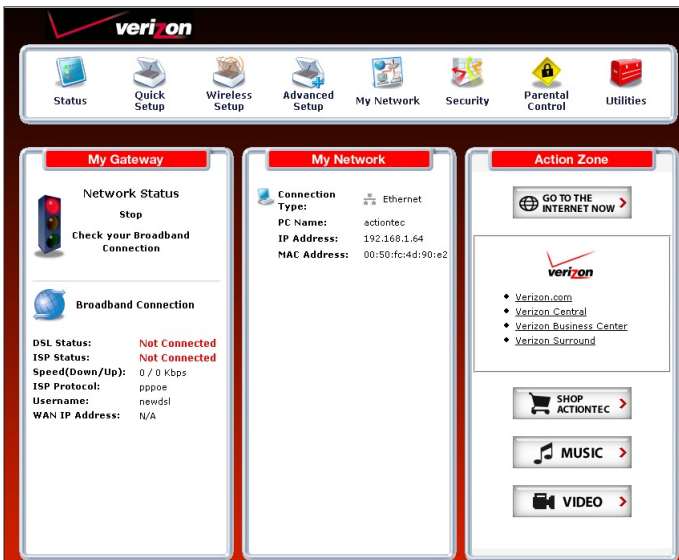 verizon
Status
Quick Setup
Wireless Setup
Advanced Setup
My Network
Security
Parental Control
Utilities
My Gateway
Network Status
Stop
Check your Broadband
Connection
Broadband Connection
DSL Status: Not Connected
ISP Status: Not Connected
Speed(Down/Up): 0 / 0 Kbps
ISP Protocol: pppoe
Username: newdsl
WAN IP Address: N/A
My Network
Connection Type: Ethernet
PC Name: actiontec
IP Address: 192.168.1.64
MAC Address: 00:50:fc:4d:90:e2
Action Zone
GO TO THE
INTERNET NOW
verizon
Verizon.com
Verizon Central
Verizon Business Center
Verizon Surround
SHOP
ACTIONTEC
MUSIC
VIDEO